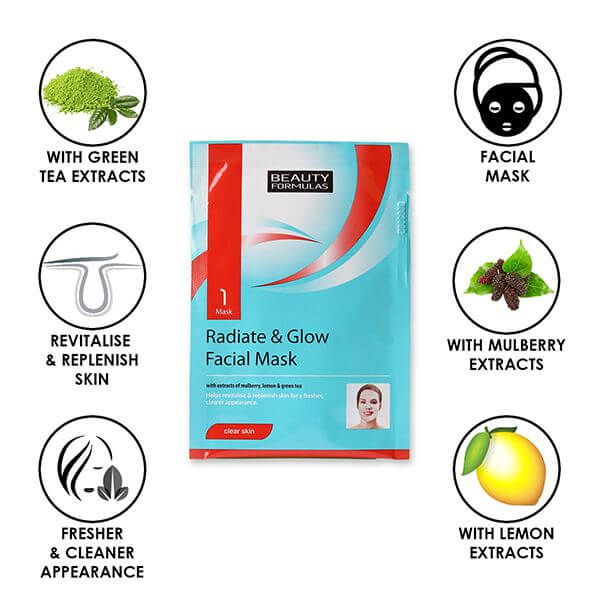 WITH GREEN
TEA EXTRACTS
REVITALISE
& REPLENISH
SKIN
FRESHER
& CLEANER
APPEARANCE
BEAUTY
FORMULAS
1
Mask
Radiate & Glow
Facial Mask
with extracts of mulberry, lemon & green tea
Helps revitalise & replenish skin for a fresher,
clearer appearance.
clear skin
FACIAL
MASK
WITH MULBERRY
EXTRACTS
WITH LEMON
EXTRACTS